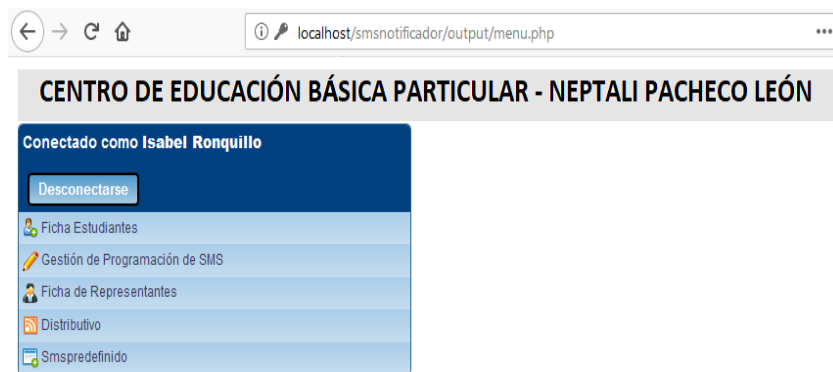 localhost/smsnotificador/output/menu.php
CENTRO DE EDUCACIÓN BÁSICA PARTICULAR - NEPTALI PACHECO LEÓN
Conectado como Isabel Ronquillo
Desconectarse
Ficha Estudiantes
Gestión de Programación de SMS
Ficha de Representantes
Distributivo
Smspredefinido